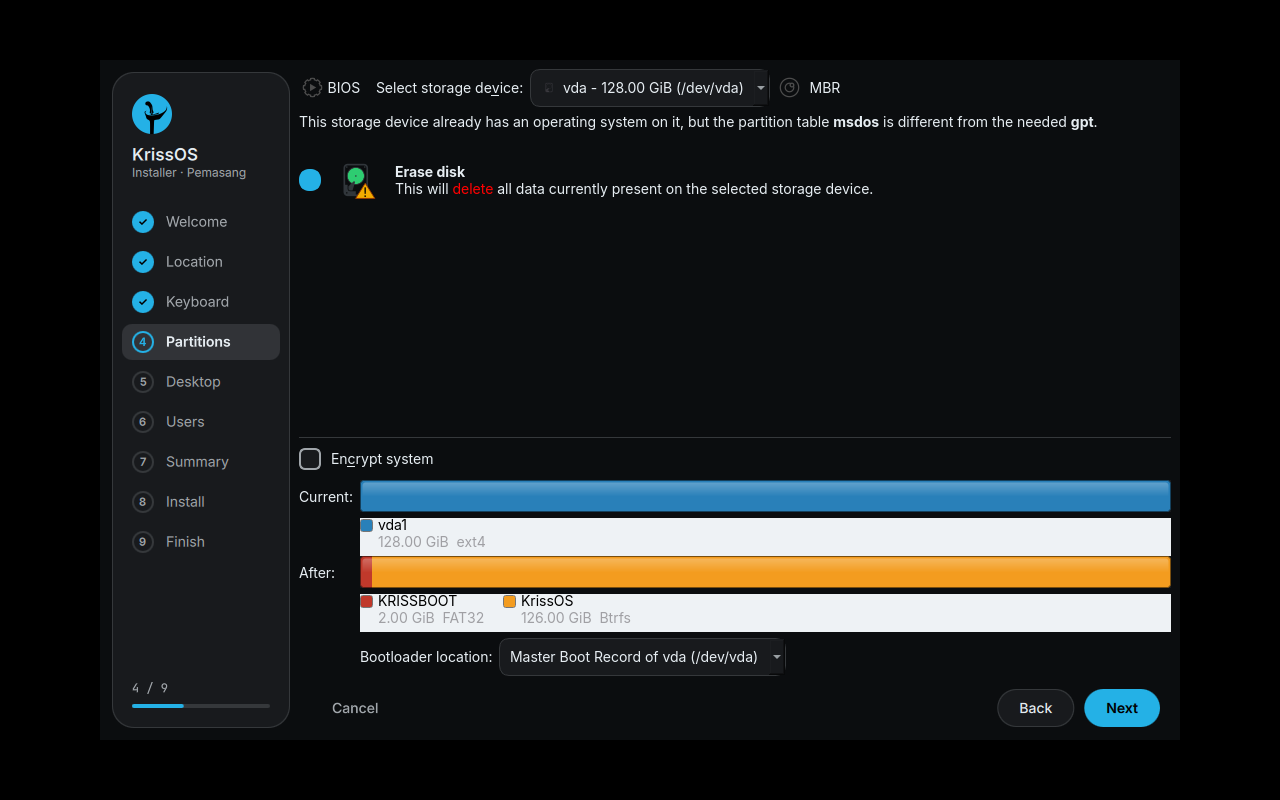 BIOS Select storage device: vda - 128.00 GiB (/dev/vda) MBR
This storage device already has an operating system on it, but the partition table msdos is different from the needed gpt.
KrissOS
Installer · Pemasang
Erase disk
This will delete all data currently present on the selected storage device.
Welcome
Location
Keyboard
4 Partitions
5 Desktop
6 Users
7 Summary
8 Install
9 Finish
4 / 9
Encrypt system
Current:
vda1
128.00 GiB ext4
After:
KRISSBOOT KrissOS
2.00 GiB FAT32 126.00 GiB Btrfs
Bootloader location: Master Boot Record of vda (/dev/vda)
Cancel Back Next